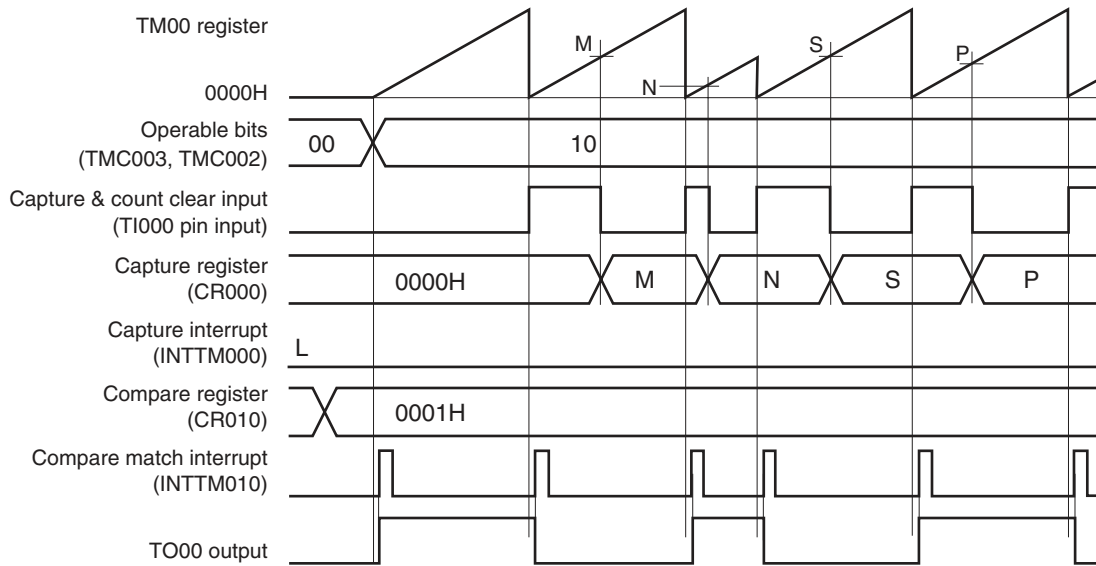 TM00 register
M
S
P
N
0000H
Operable bits
(TMC003, TMC002)
00
10
Capture & count clear input
(TI000 pin input)
Capture register
(CR000)
0000H
M
N
S
P
Capture interrupt
(INTTM000)
L
Compare register
(CR010)
0001H
Compare match interrupt
(INTTM010)
TO00 output